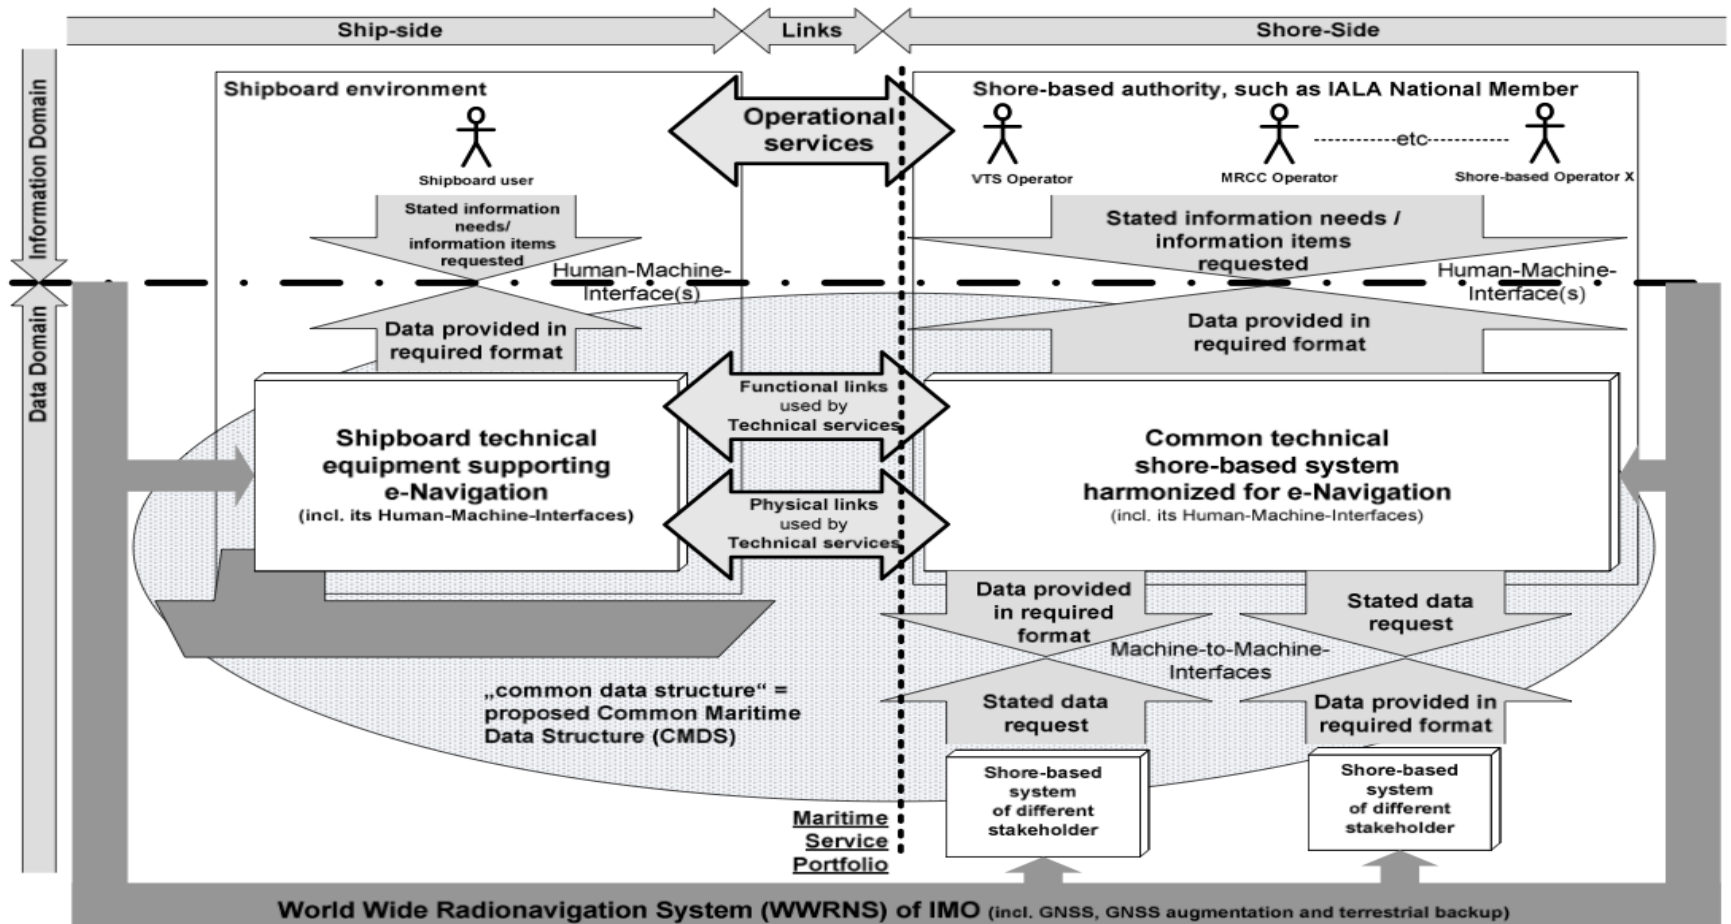 Ship-side
Links
Shore-Side
Information Domain
Data Domain
Shipboard environment
Shipboard user
Operational
services
Shore-based authority, such as IALA National Member
VTS Operator
MRCC Operator
etc
Shore-based Operator X
Stated information
needs/
information items
requested
Human-Machine-
Interface(s)
Stated information needs /
information items
requested
Human-Machine-
Interface(s)
Data provided in
required format
Data provided in
required format
Shipboard technical
equipment supporting
e-Navigation
(incl. its Human-Machine-Interfaces)
Functional links
used by
Technical services
Physical links
used by
Technical services
Common technical
shore-based system
harmonized for e-Navigation
(incl. its Human-Machine-Interfaces)
Data provided
in required
format
Stated data
request
Machine-to-Machine-
Interfaces
Stated data
request
Data provided in
required format
„common data structure“ =
proposed Common Maritime
Data Structure (CMDS)
Shore-based
system
of different
stakeholder
Shore-based
system
of different
stakeholder
Maritime
Service
Portfolio
World Wide Radionavigation System (WWRNS) of IMO (incl. GNSS, GNSS augmentation and terrestrial backup)